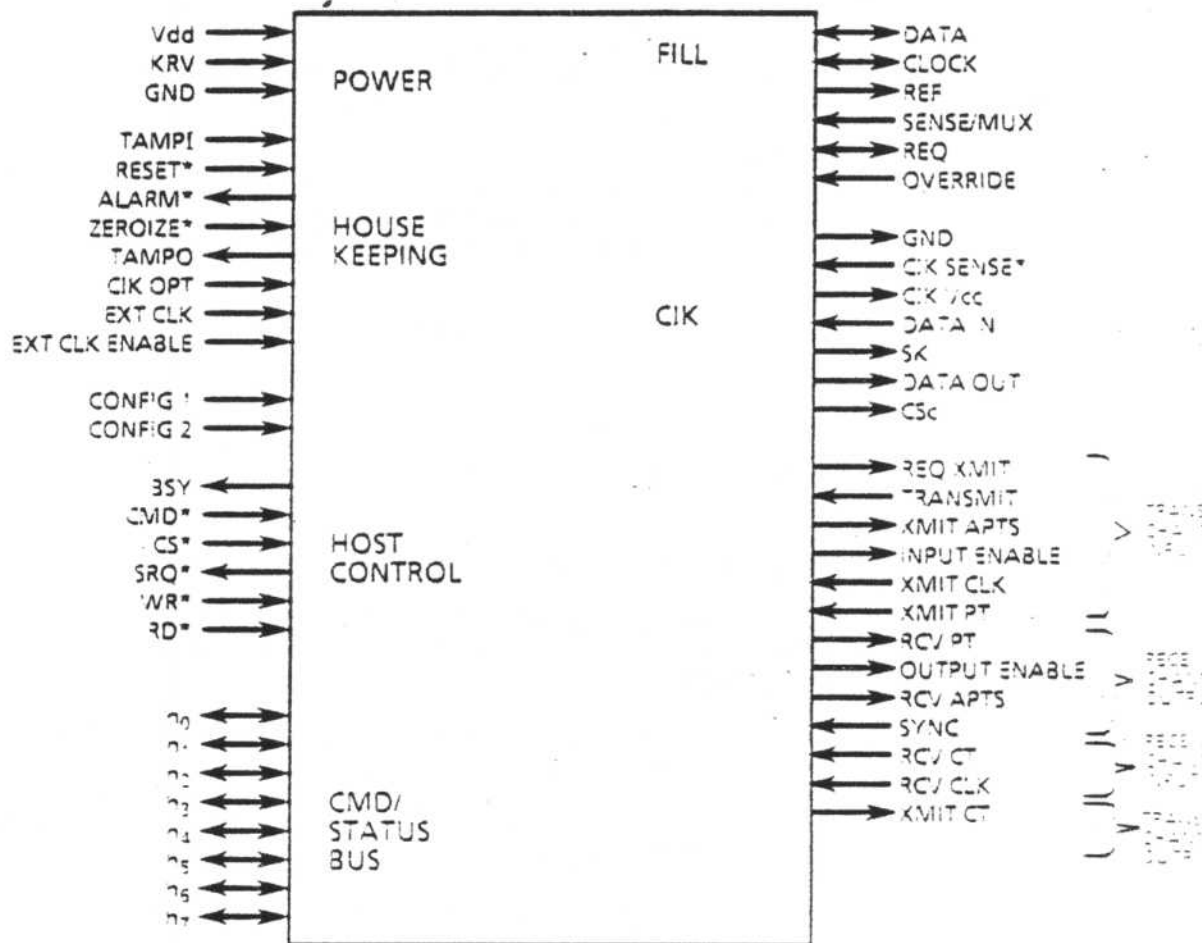 Vdd
KRV
GND
TAMPI
RESET*
ALARM*
ZEROIZE*
TAMPO
CIK OPT
EXT CLK
EXT CLK ENABLE
CONFIG 1
CONFIG 2
BSY
CMD*
CS*
SRQ*
WR*
RD*
POWER
HOUSE
KEEPING
HOST
CONTROL
CMD/
STATUS
BUS
FILL
CIK
DATA
CLOCK
REF
SENSE/MUX
REQ
OVERRIDE
GND
CIK SENSE*
CIK Vcc
DATA IN
SK
DATA OUT
CSc
REQ XMIT
TRANSMIT
XMIT APTS
INPUT ENABLE
XMIT CLK
XMIT PT
RCV PT
OUTPUT ENABLE
RCV APTS
SYNC
RCV CT
RCV CLK
XMIT CT